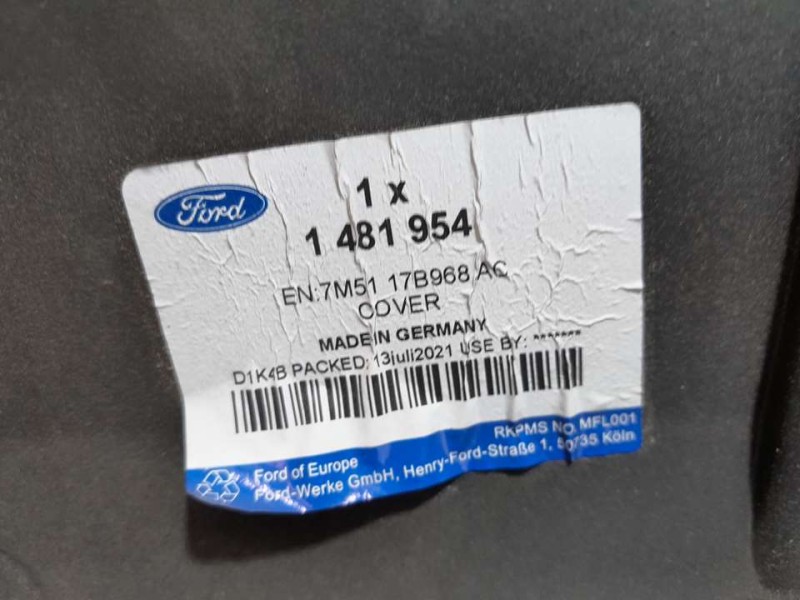 Ford
1 x
1 481 954
EN:7M51 17B968 AC
COVER
MADE IN GERMANY
D1K4B PACKED: 13juli2021 USE BY: *******
RKPMS NO. MFL001
Ford of Europe
Ford-Werke GmbH, Henry-Ford-Straße 1, 50735 Köln